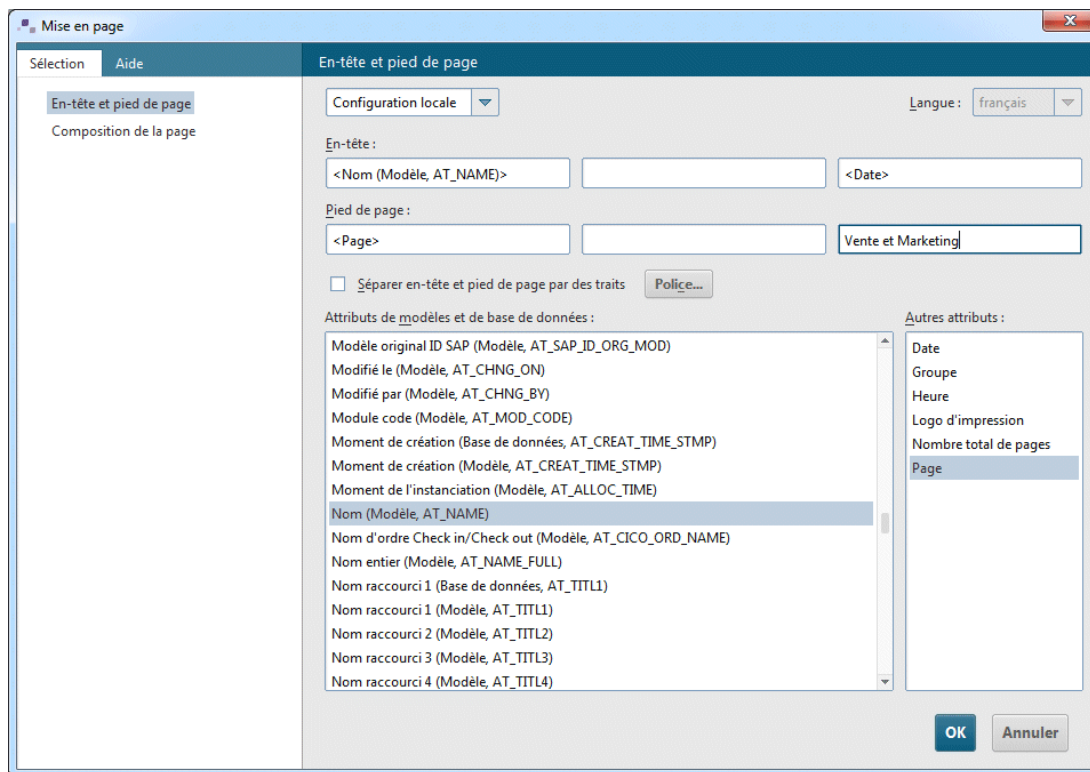 Mise en page
Sélection Aide
En-tête et pied de page
En-tête et pied de page
Composition de la page
Configuration locale
Langue : français
En-tête :
<Nom (Modèle, AT_NAME)> <Date>
Pied de page :
<Page> Vente et Marketing
Séparer en-tête et pied de page par des traits Police...
Attributs de modèles et de base de données :
Modèle original ID SAP (Modèle, AT_SAP_ID_ORG_MOD)
Modifié le (Modèle, AT_CHNG_ON)
Modifié par (Modèle, AT_CHNG_BY)
Module code (Modèle, AT_MOD_CODE)
Moment de création (Base de données, AT_CREAT_TIME_STMP)
Moment de création (Modèle, AT_CREAT_TIME_STMP)
Moment de l'instanciation (Modèle, AT_ALLOC_TIME)
Nom (Modèle, AT_NAME)
Nom d'ordre Check in/Check out (Modèle, AT_CICO_ORD_NAME)
Nom entier (Modèle, AT_NAME_FULL)
Nom raccourci 1 (Base de données, AT_TITL1)
Nom raccourci 1 (Modèle, AT_TITL1)
Nom raccourci 2 (Modèle, AT_TITL2)
Nom raccourci 3 (Modèle, AT_TITL3)
Nom raccourci 4 (Modèle, AT_TITL4)
Autres attributs :
Date
Groupe
Heure
Logo d'impression
Nombre total de pages
Page
OK Annuler